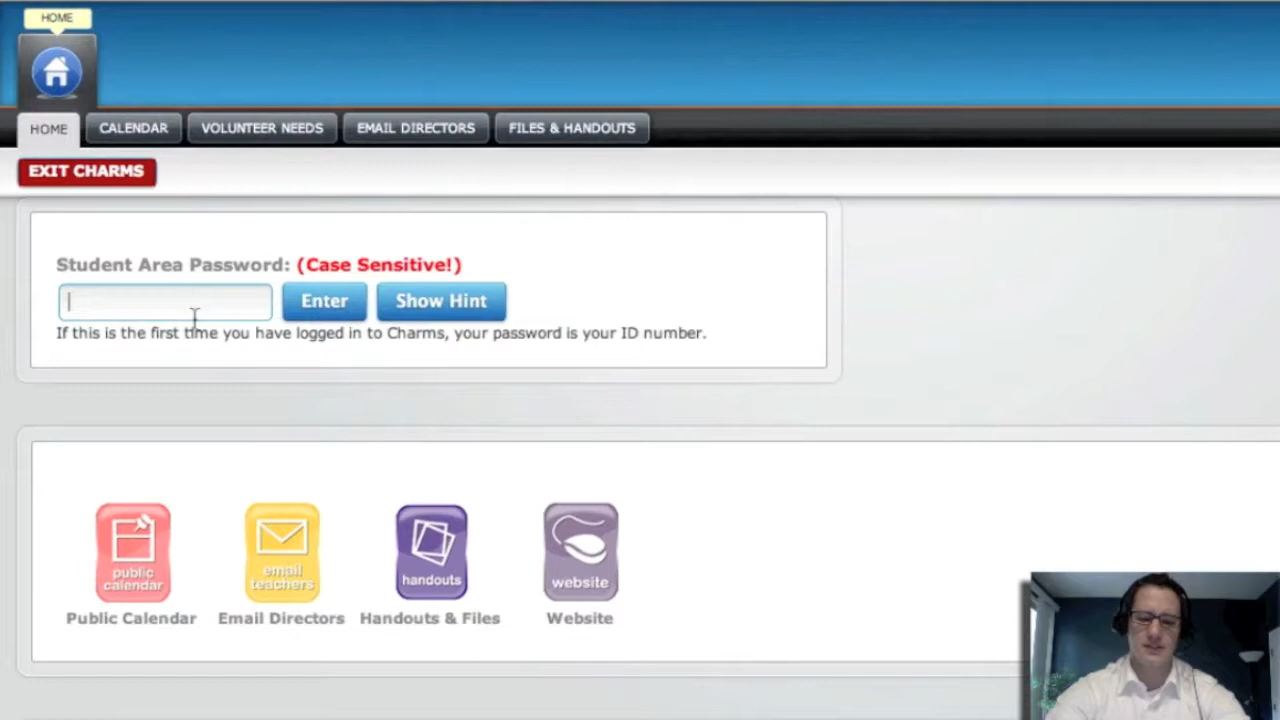 HOME
HOME CALENDAR VOLUNTEER NEEDS EMAIL DIRECTORS FILES & HANDOUTS
EXIT CHARMS
Student Area Password: (Case Sensitive!)
Enter Show Hint
If this is the first time you have logged in to Charms, your password is your ID number.
public calendar
email teachers
handouts
website
Public Calendar Email Directors Handouts & Files Website